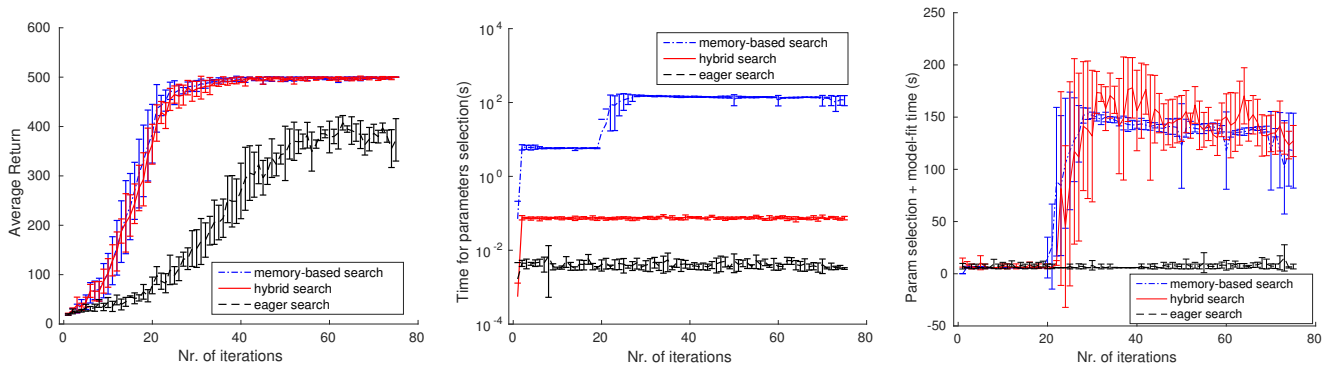 600
500
400
300
200
100
0
Average Return
0 20 40 60 80
Nr. of iterations
memory-based search
hybrid search
eager search
10^4
10^2
10^0
10^-2
10^-4
Time for parameters selection(s)
0 20 40 60 80
Nr. of iterations
memory-based search
hybrid search
eager search
250
200
150
100
50
0
-50
Param selection + model-fit time (s)
0 20 40 60 80
Nr. of iterations
memory-based search
hybrid search
eager search